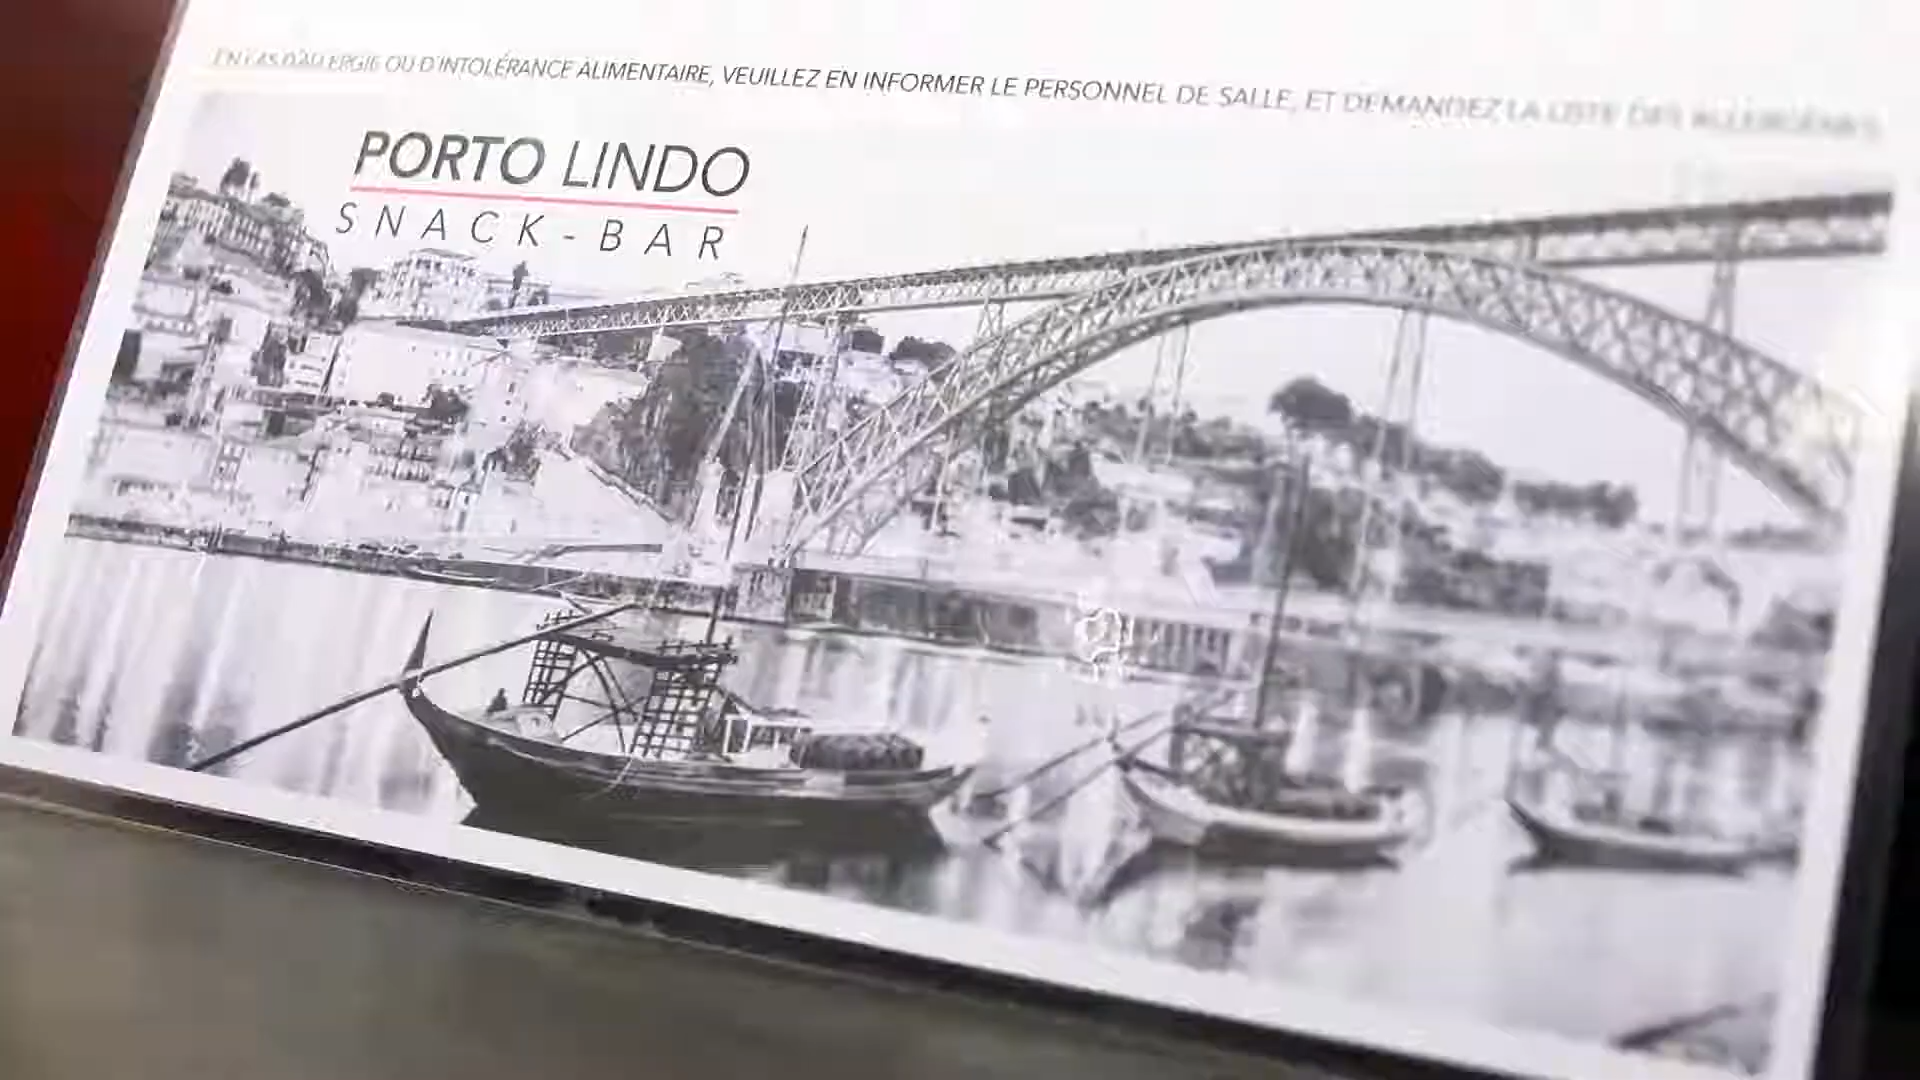 EN CAS D'ALLERGIE OU D'INTOLÉRANCE ALIMENTAIRE, VEUILLEZ EN INFORMER LE PERSONNEL DE SALLE, ET DEMANDEZ LA LISTE DES ALLERGÈNES.
PORTO LINDO
SNACK-BAR